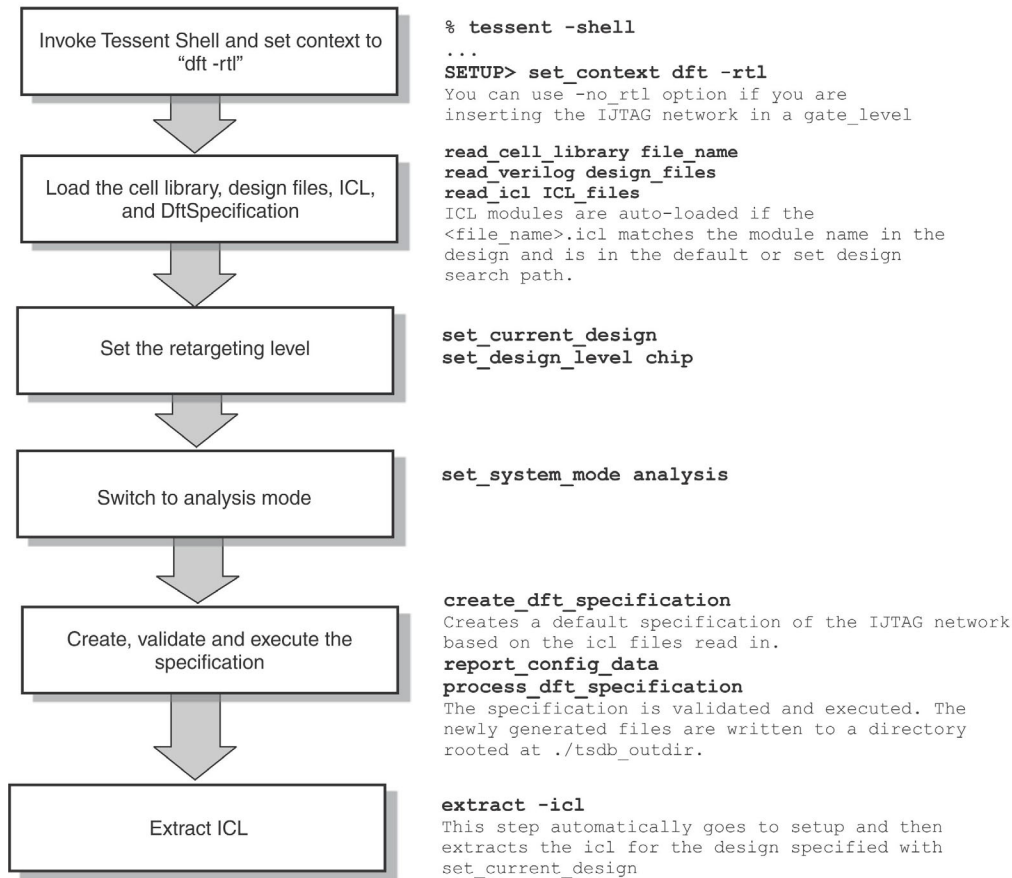 Invoke Tessent Shell and set context to
“dft -rtl”
% tessent -shell
...
SETUP> set_context dft -rtl
You can use -no_rtl option if you are
inserting the IJTAG network in a gate_level
Load the cell library, design files, ICL,
and DftSpecification
read_cell_library file_name
read_verilog design_files
read_icl ICL_files
ICL modules are auto-loaded if the
<file_name>.icl matches the module name in the
design and is in the default or set design
search path.
Set the retargeting level
set_current_design
set_design_level chip
Switch to analysis mode
set_system_mode analysis
Create, validate and execute the
specification
create_dft_specification
Creates a default specification of the IJTAG network
based on the icl files read in.
report_config_data
process_dft_specification
The specification is validated and executed. The
newly generated files are written to a directory
rooted at ./tsdb_outdir.
Extract ICL
extract -icl
This step automatically goes to setup and then
extracts the icl for the design specified with
set_current_design